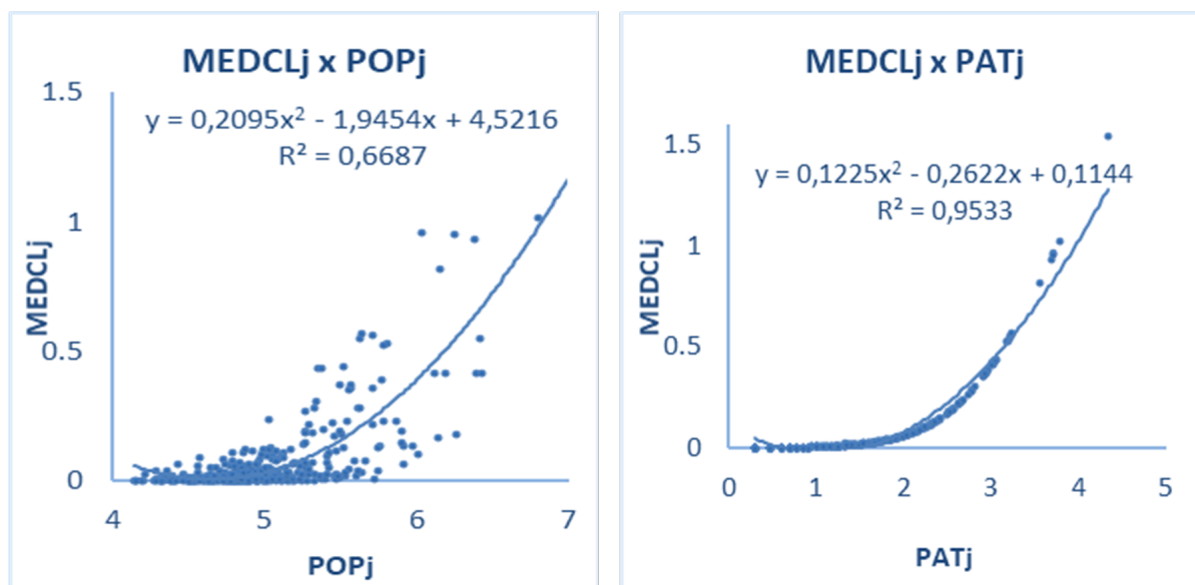 MEDCLj x POPj
y = 0,2095x² - 1,9454x + 4,5216
R² = 0,6687
1.5
1
0.5
0
MEDCLj
4 5 6 7
POPj
MEDCLj x PATj
y = 0,1225x² - 0,2622x + 0,1144
R² = 0,9533
1.5
1
0.5
0
MEDCLj
0 1 2 3 4 5
PATj